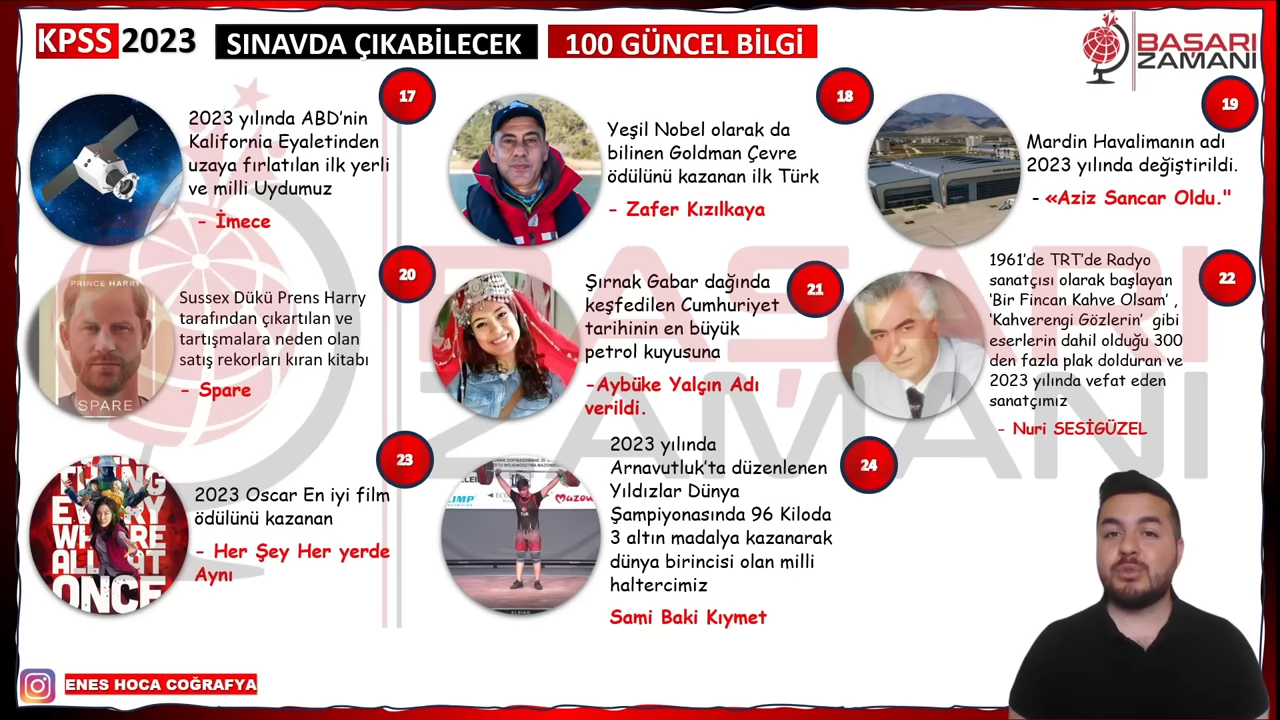 KPSS 2023 SINAVDA ÇIKABİLECEK 100 GÜNCEL BİLGİ
BAŞARI
ZAMANI
17
2023 yılında ABD’nin
Kalifornia Eyaletinden
uzaya fırlatılan ilk yerli
ve milli Uydumuz
- İmece
18
Yeşil Nobel olarak da
bilinen Goldman Çevre
ödülünü kazanan ilk Türk
- Zafer Kızılkaya
19
Mardin Havalimanın adı
2023 yılında değiştirildi.
- «Aziz Sancar Oldu."
20
PRINCE HARRY
SPARE
Sussex Dükü Prens Harry
tarafından çıkartılan ve
tartışmalara neden olan
satış rekorları kıran kitabı
- Spare
21
Şırnak Gabar dağında
keşfedilen Cumhuriyet
tarihinin en büyük
petrol kuyusuna
-Aybüke Yalçın Adı
verildi.
22
1961’de TRT’de Radyo
sanatçısı olarak başlayan
‘Bir Fincan Kahve Olsam’ ,
‘Kahverengi Gözlerin’ gibi
eserlerin dahil olduğu 300
den fazla plak dolduran ve
2023 yılında vefat eden
sanatçımız
- Nuri SESİGÜZEL
23
EVERY
WHERE
ALL AT
ONCE
2023 Oscar En iyi film
ödülünü kazanan
- Her Şey Her yerde
Aynı
24
2023 yılında
Arnavutluk’ta düzenlenen
Yıldızlar Dünya
Şampiyonasında 96 Kiloda
3 altın madalya kazanarak
dünya birincisi olan milli
haltercimiz
Sami Baki Kıymet
BAŞARI
ZAMANI
ENES HOCA COĞRAFYA